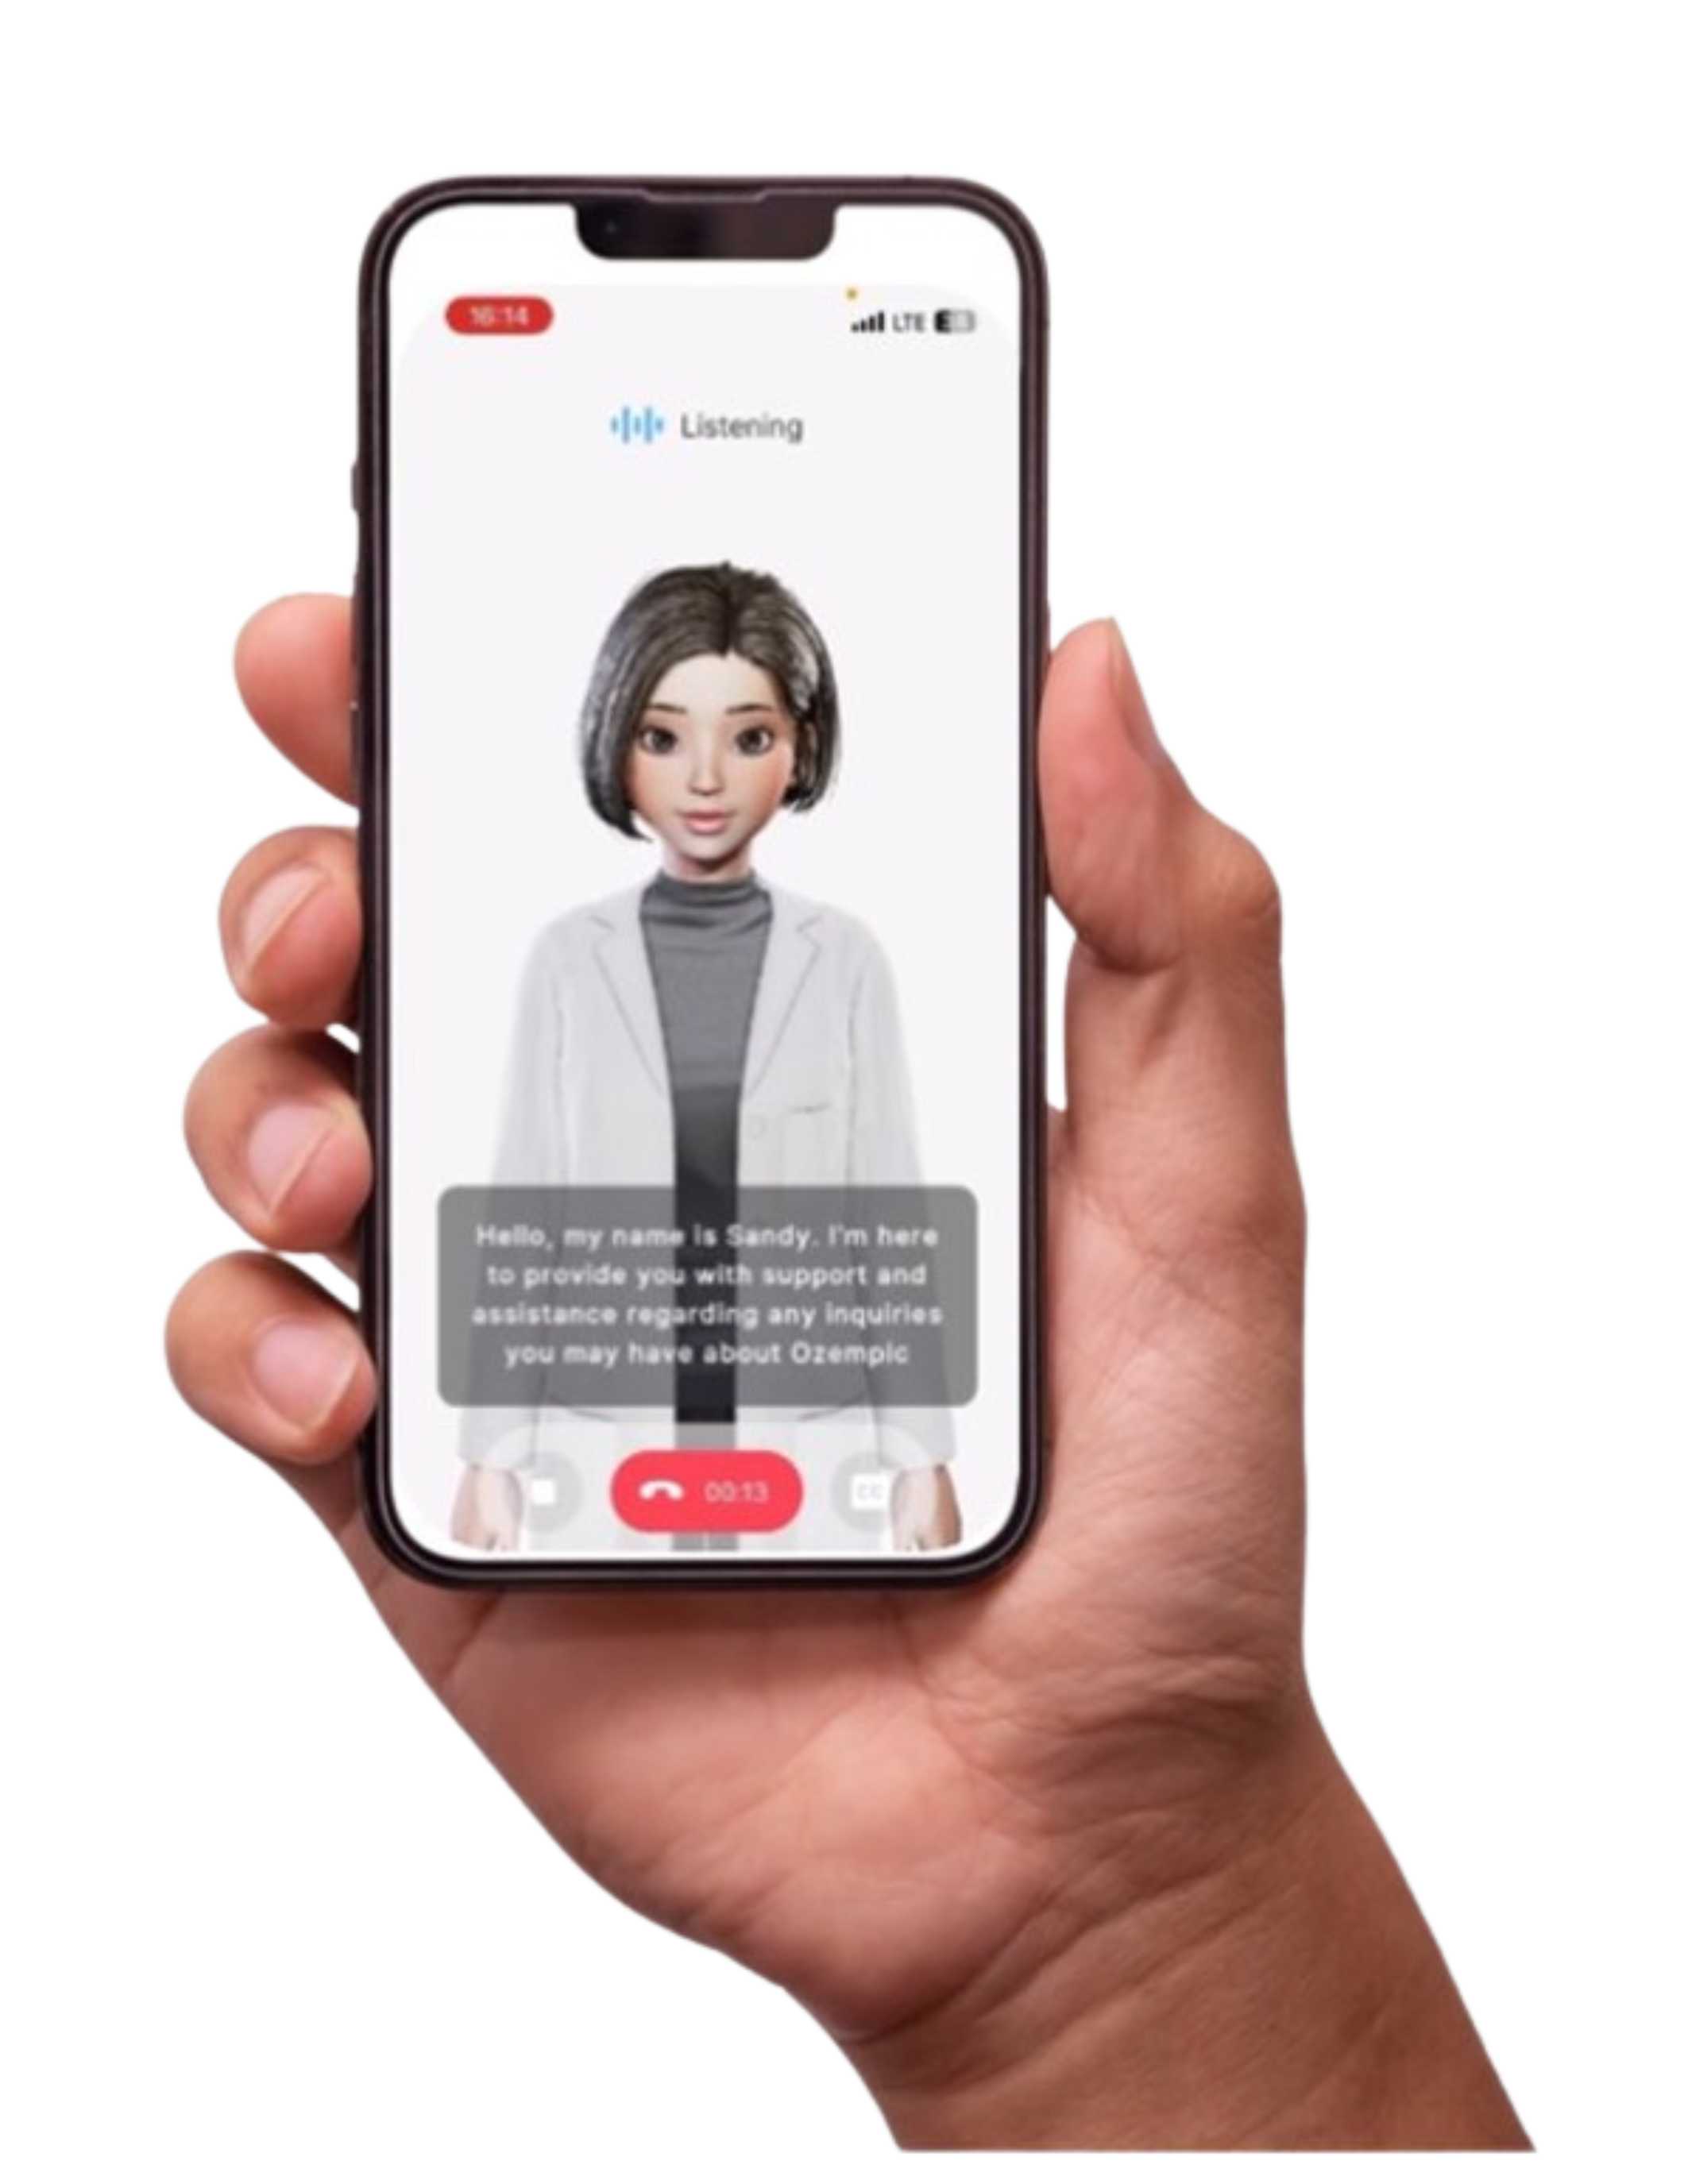 16:14
LTE
Listening
Hello, my name is Sandy. I'm here
to provide you with support and
assistance regarding any inquiries
you may have about Ozempic
00:13
CC